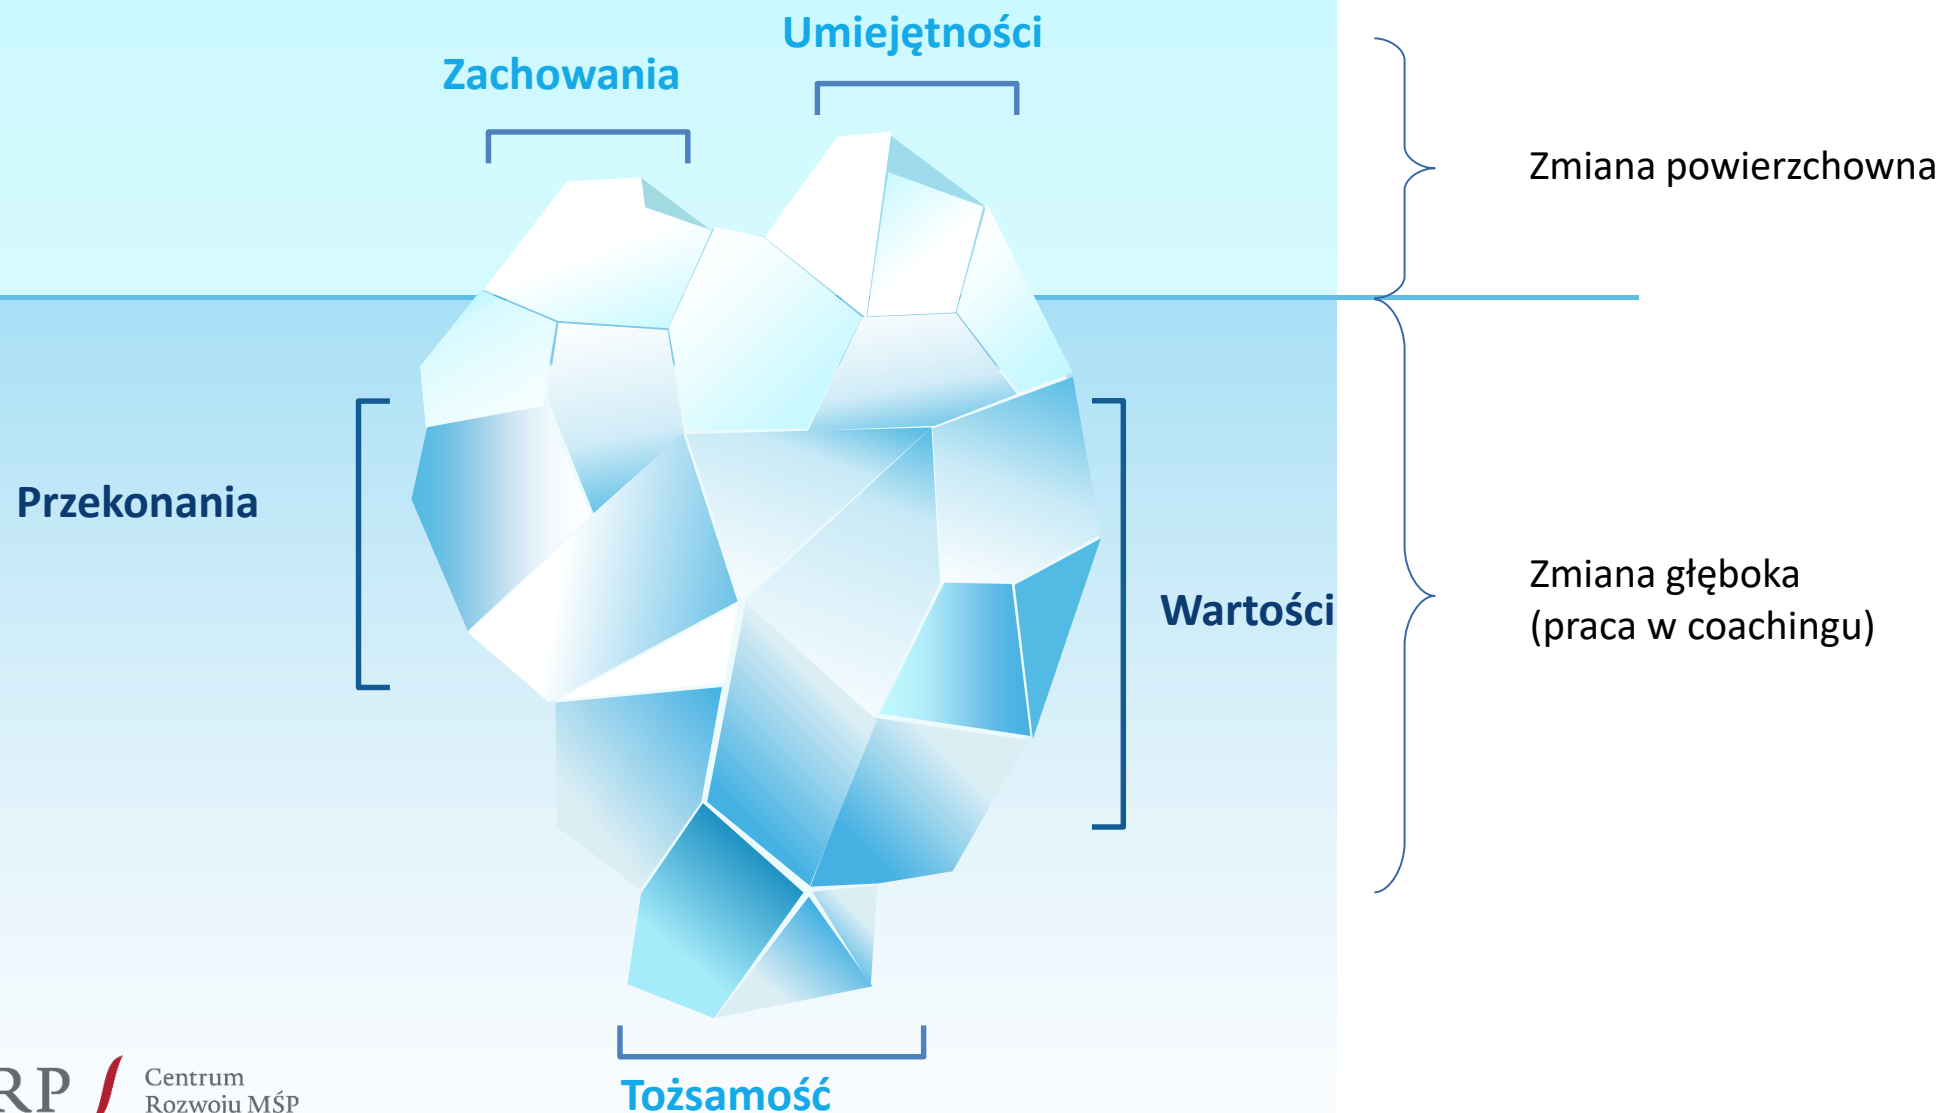 Umiejętności
Zachowania
Zmiana powierzchowna
Przekonania
Wartości
Zmiana głęboka
(praca w coachingu)
Tożsamość
RP
Centrum
Rozwoju MŚP